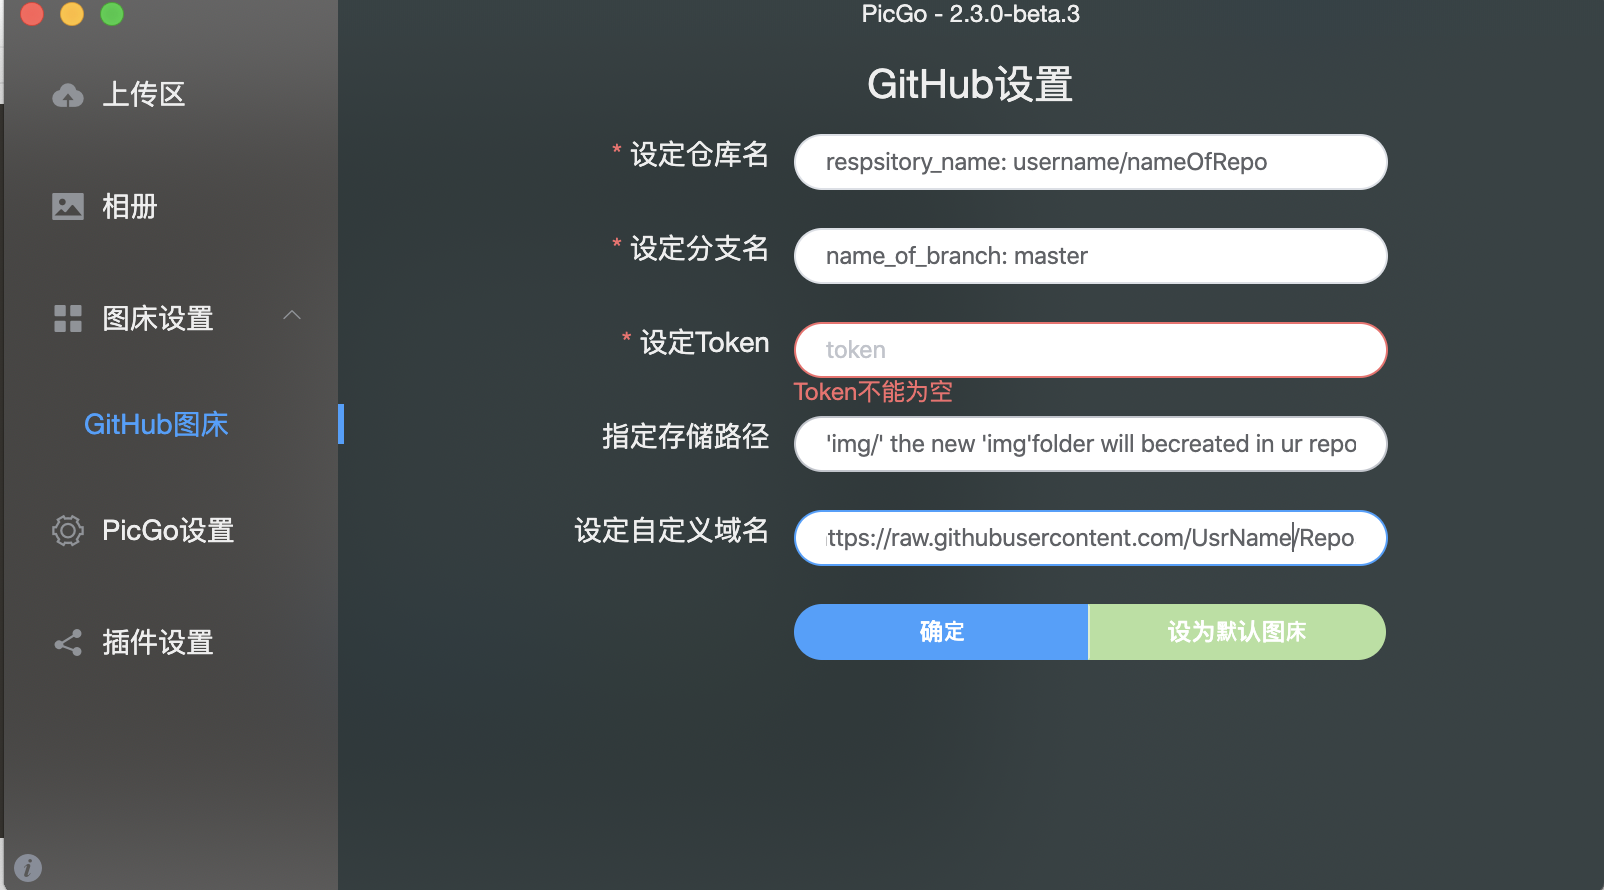 PicGo - 2.3.0-beta.3
上传区
相册
图床设置
GitHub图床
PicGo设置
插件设置
GitHub设置
* 设定仓库名
respsitory_name: username/nameOfRepo
* 设定分支名
name_of_branch: master
* 设定Token
token
Token不能为空
指定存储路径
'img/' the new 'img'folder will becreated in ur repo
设定自定义域名
ttps://raw.githubusercontent.com/UsrName/Repo
确定
设为默认图床
i